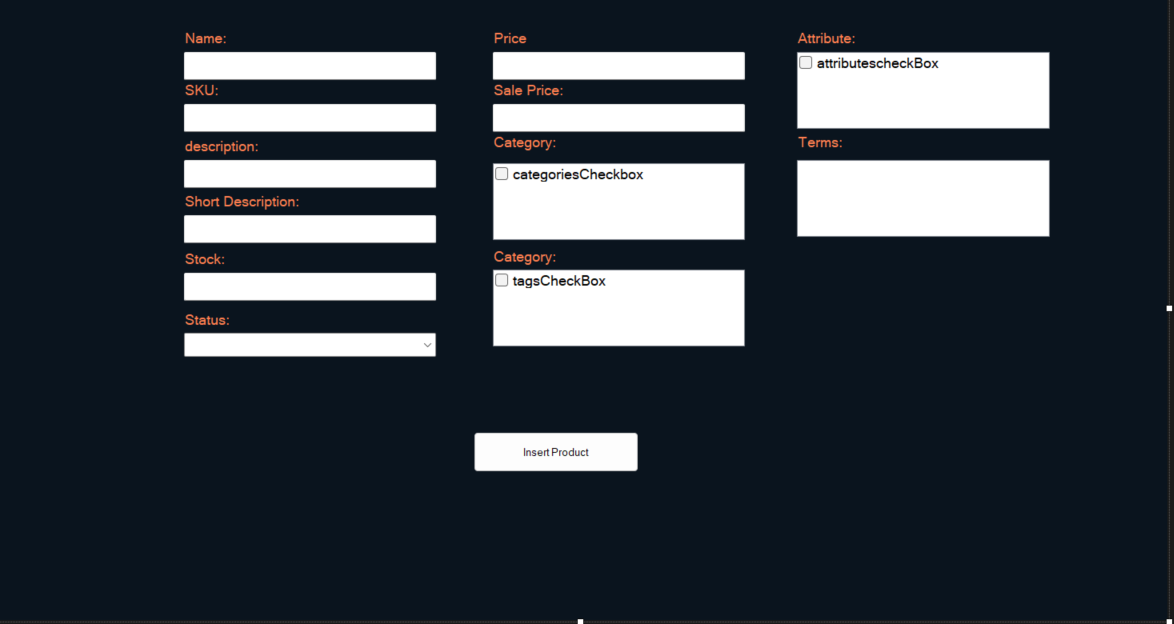 Name:
SKU:
description:
Short Description:
Stock:
Status:
Price
Sale Price:
Category:
categoriesCheckbox
Category:
tagsCheckBox
Attribute:
attributescheckBox
Terms:
Insert Product